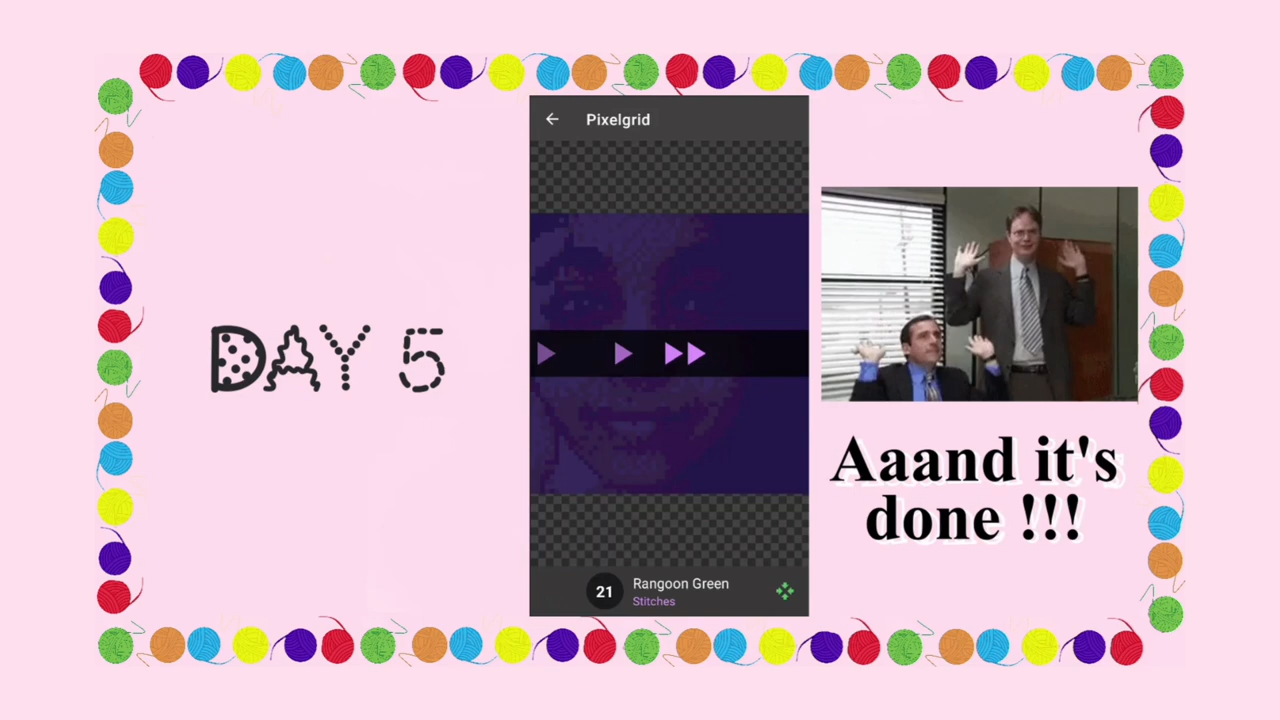 DAY 5
Pixelgrid
21
Rangoon Green
Stitches
Aaand it's
done !!!